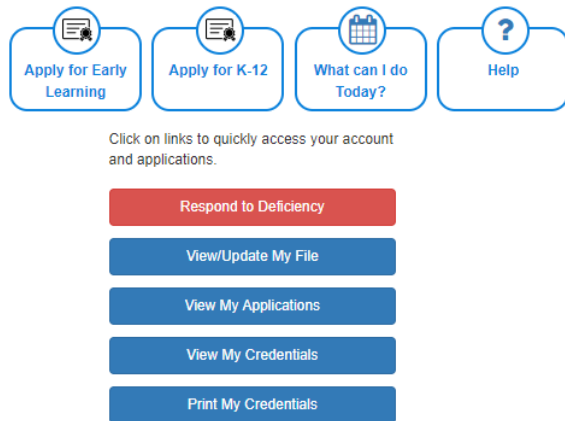 Apply for Early
Learning
Apply for K-12
What can I do
Today?
?
Help
Click on links to quickly access your account
and applications.
Respond to Deficiency
View/Update My File
View My Applications
View My Credentials
Print My Credentials